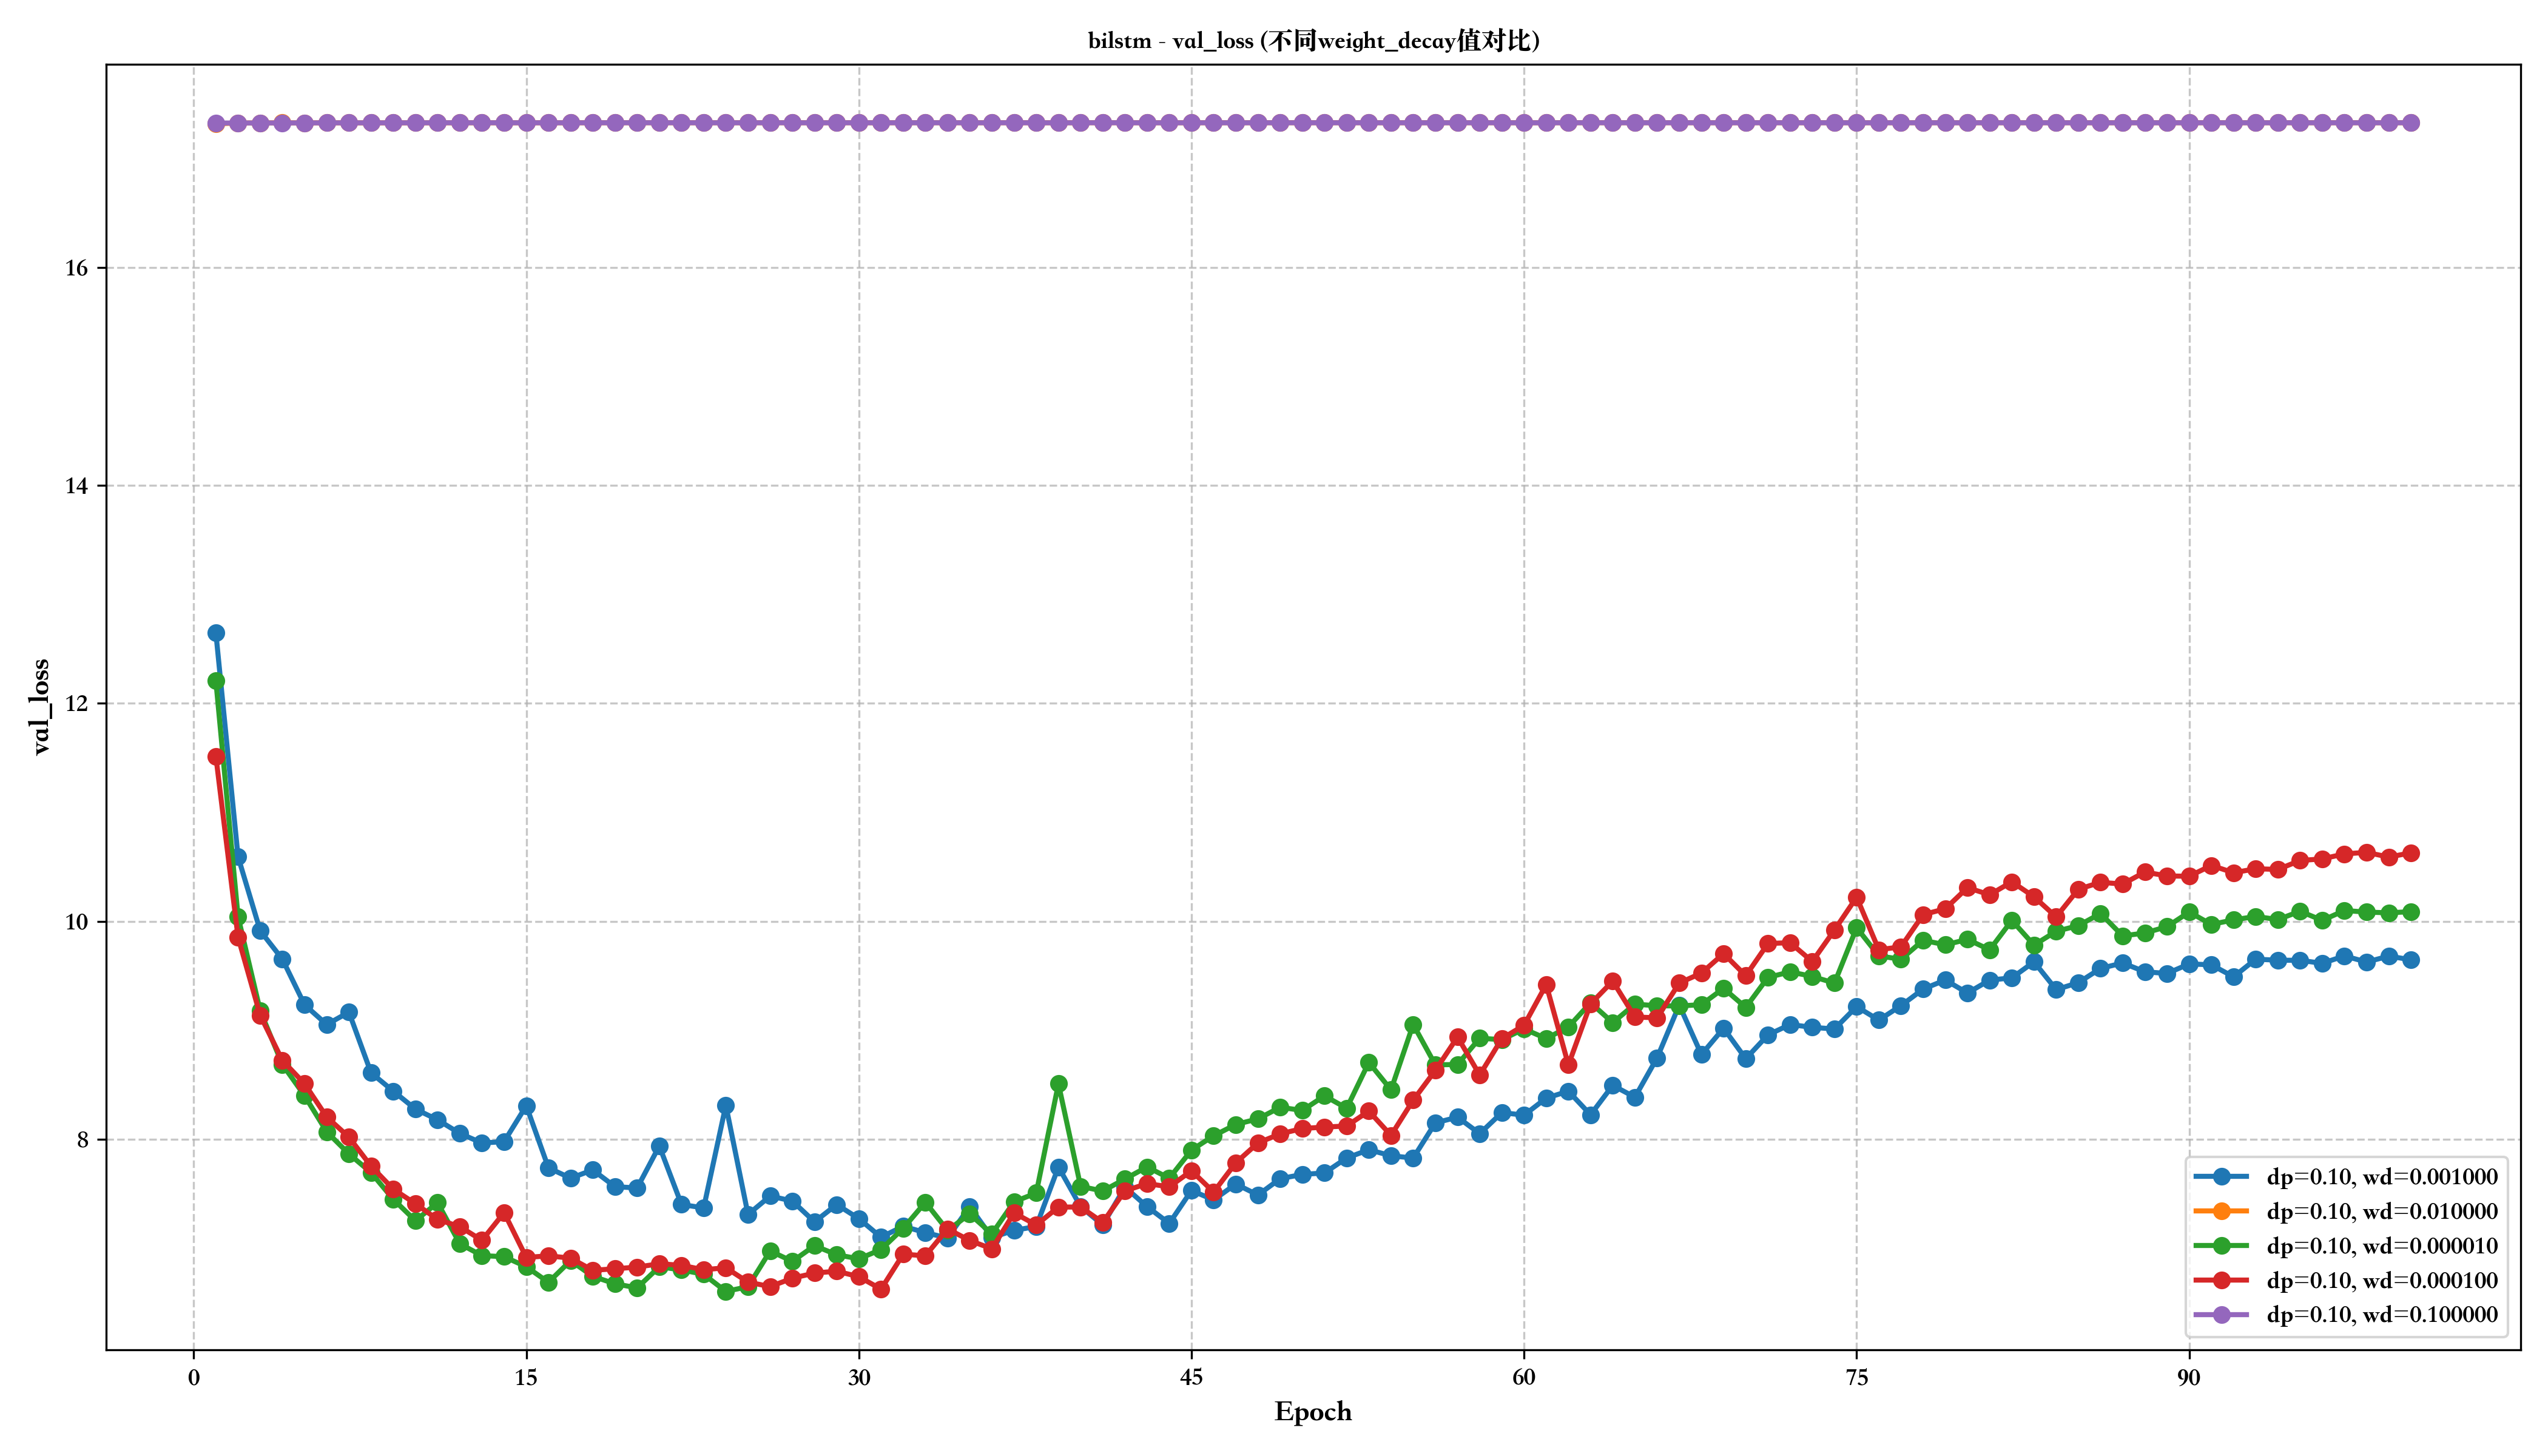 bilstm - val_loss (不同weight_decay值对比)
val_loss
16
14
12
10
8
0 15 30 45 60 75 90
Epoch
dp=0.10, wd=0.001000
dp=0.10, wd=0.010000
dp=0.10, wd=0.000010
dp=0.10, wd=0.000100
dp=0.10, wd=0.100000